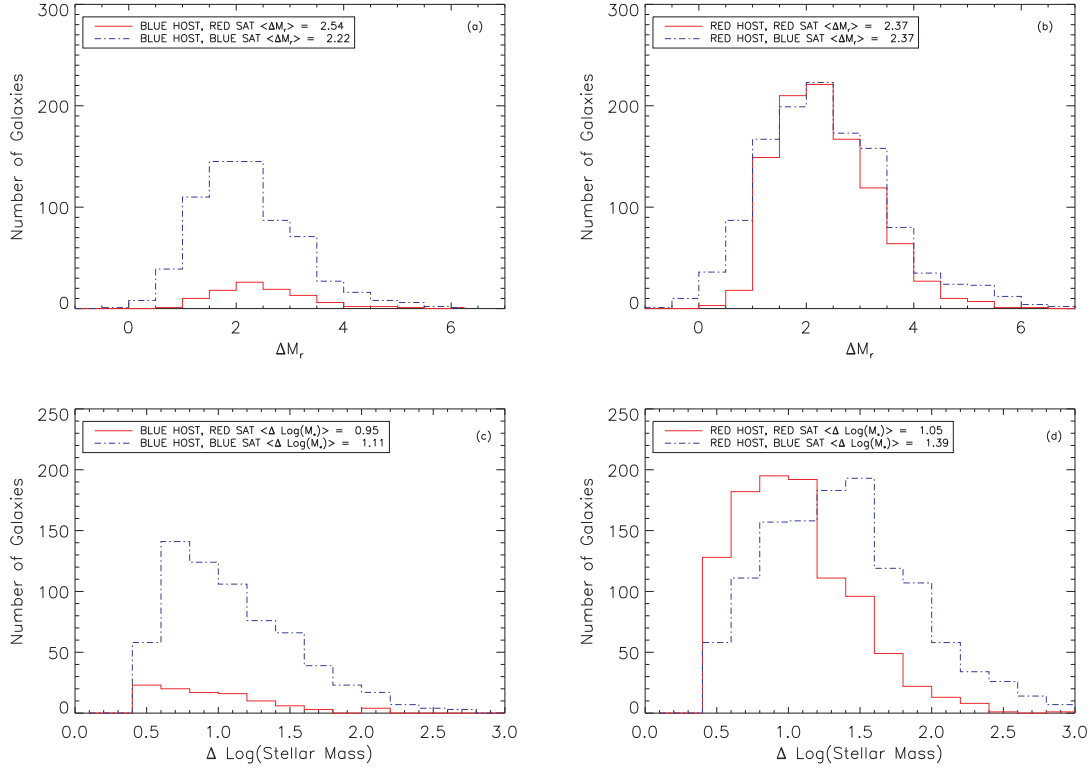 300
BLUE HOST, RED SAT <ΔMr> = 2.54
BLUE HOST, BLUE SAT <ΔMr> = 2.22
(a)
200
100
0
Number of Galaxies
0 2 4 6
ΔMr
300
RED HOST, RED SAT <ΔMr> = 2.37
RED HOST, BLUE SAT <ΔMr> = 2.37
(b)
200
100
0
Number of Galaxies
0 2 4 6
ΔMr
250
BLUE HOST, RED SAT <Δ Log(M*)> = 0.95
BLUE HOST, BLUE SAT <Δ Log(M*)> = 1.11
(c)
200
150
100
50
0
Number of Galaxies
0.0 0.5 1.0 1.5 2.0 2.5 3.0
Δ Log(Stellar Mass)
250
RED HOST, RED SAT <Δ Log(M*)> = 1.05
RED HOST, BLUE SAT <Δ Log(M*)> = 1.39
(d)
200
150
100
50
0
Number of Galaxies
0.0 0.5 1.0 1.5 2.0 2.5 3.0
Δ Log(Stellar Mass)